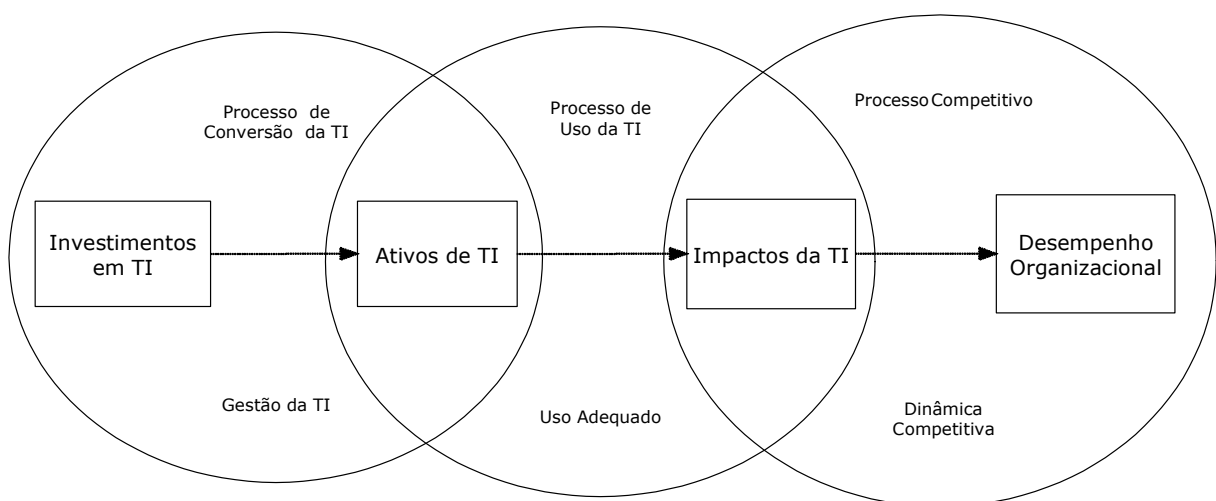 Processo de
Conversão da TI
Processo de
Uso da TI
Processo Competitivo
Investimentos
em TI
Ativos de TI
Impactos da TI
Desempenho
Organizacional
Gestão da TI
Uso Adequado
Dinâmica
Competitiva